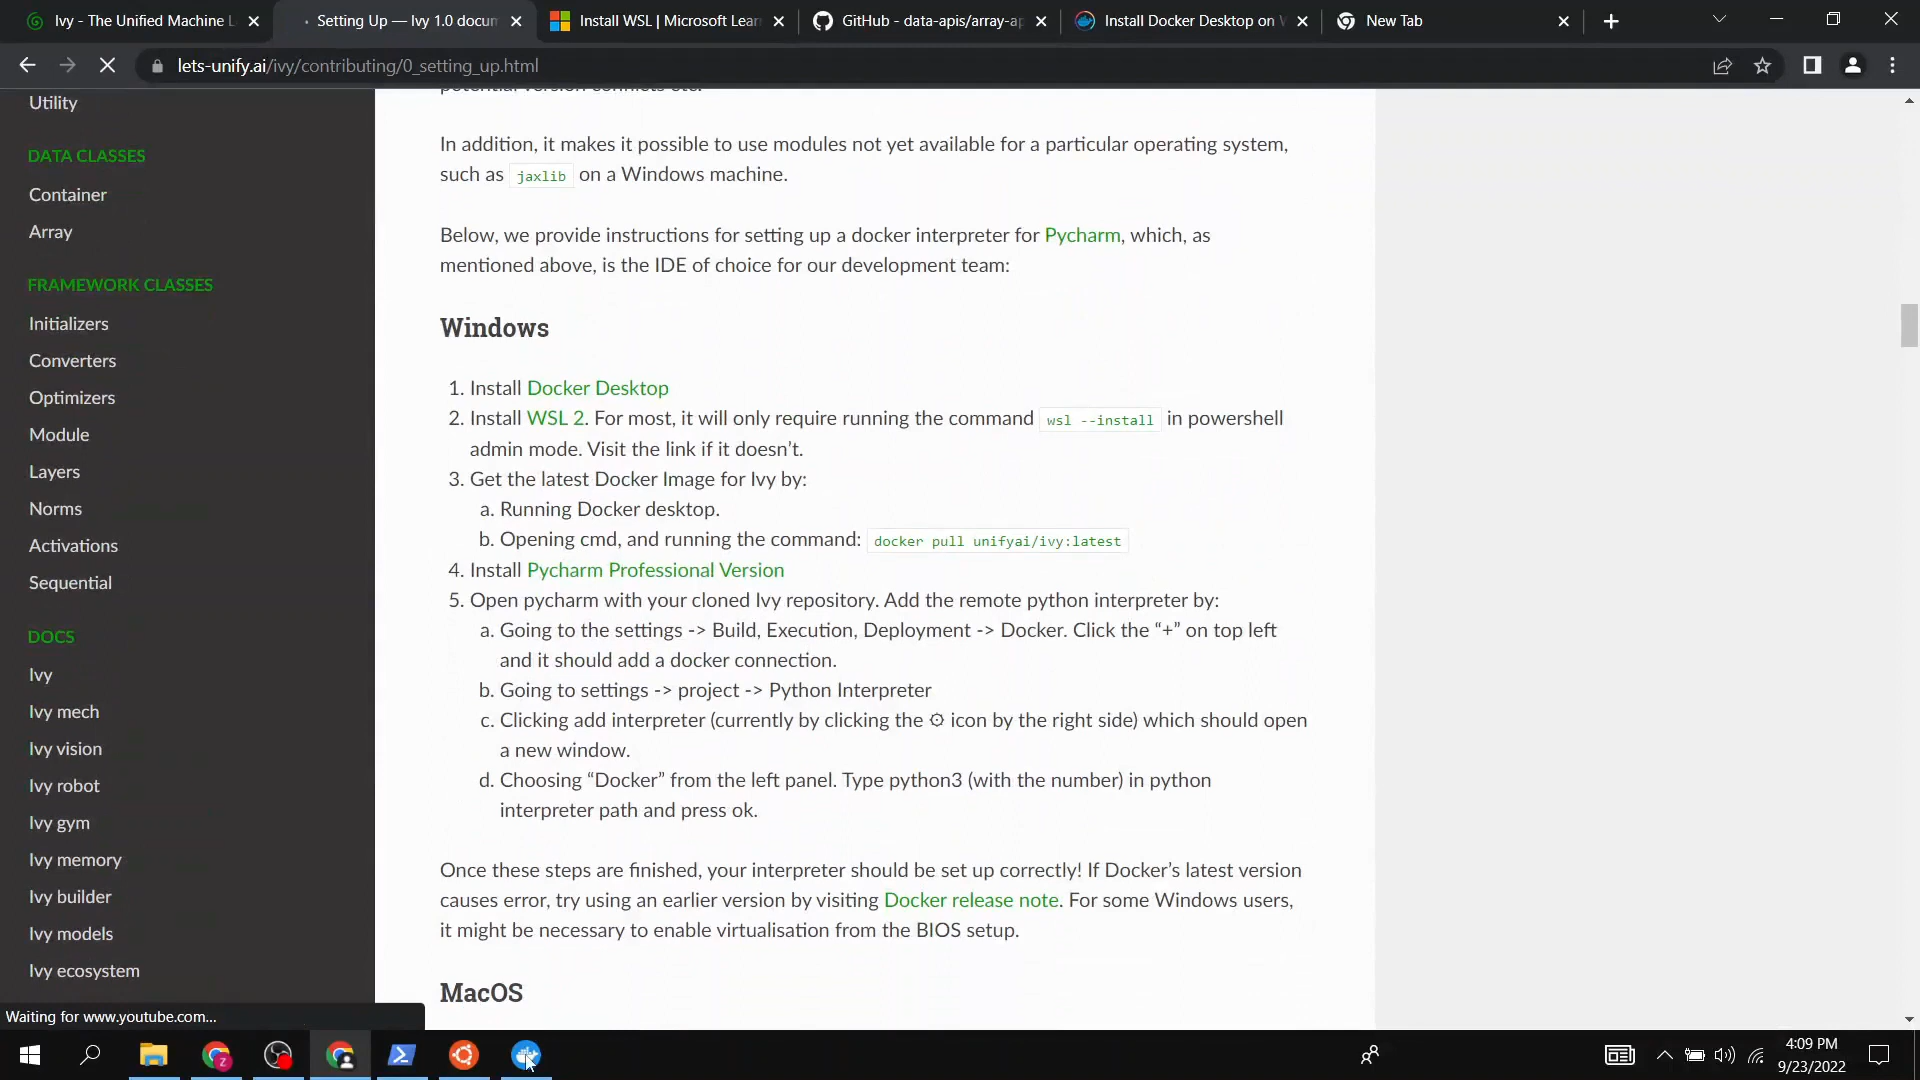 Ivy - The Unified Machine L
Setting Up — Ivy 1.0 docum
Install WSL | Microsoft Lear
GitHub - data-apis/array-ap
Install Docker Desktop on W
New Tab
lets-unify.ai/ivy/contributing/0_setting_up.html
Utility
DATA CLASSES
Container
Array
FRAMEWORK CLASSES
Initializers
Converters
Optimizers
Module
Layers
Norms
Activations
Sequential
DOCS
Ivy
Ivy mech
Ivy vision
Ivy robot
Ivy gym
Ivy memory
Ivy builder
Ivy models
Ivy ecosystem
potential version conflicts etc.
In addition, it makes it possible to use modules not yet available for a particular operating system,
such as jaxlib on a Windows machine.
Below, we provide instructions for setting up a docker interpreter for Pycharm, which, as
mentioned above, is the IDE of choice for our development team:
Windows
1. Install Docker Desktop
2. Install WSL 2. For most, it will only require running the command wsl --install in powershell
admin mode. Visit the link if it doesn’t.
3. Get the latest Docker Image for Ivy by:
a. Running Docker desktop.
b. Opening cmd, and running the command: docker pull unifyai/ivy:latest
4. Install Pycharm Professional Version
5. Open pycharm with your cloned Ivy repository. Add the remote python interpreter by:
a. Going to the settings -> Build, Execution, Deployment -> Docker. Click the “+” on top left
and it should add a docker connection.
b. Going to settings -> project -> Python Interpreter
c. Clicking add interpreter (currently by clicking the ⚙ icon by the right side) which should open
a new window.
d. Choosing “Docker” from the left panel. Type python3 (with the number) in python
interpreter path and press ok.
Once these steps are finished, your interpreter should be set up correctly! If Docker’s latest version
causes error, try using an earlier version by visiting Docker release note. For some Windows users,
it might be necessary to enable virtualisation from the BIOS setup.
MacOS
Waiting for www.youtube.com...
4:09 PM
9/23/2022